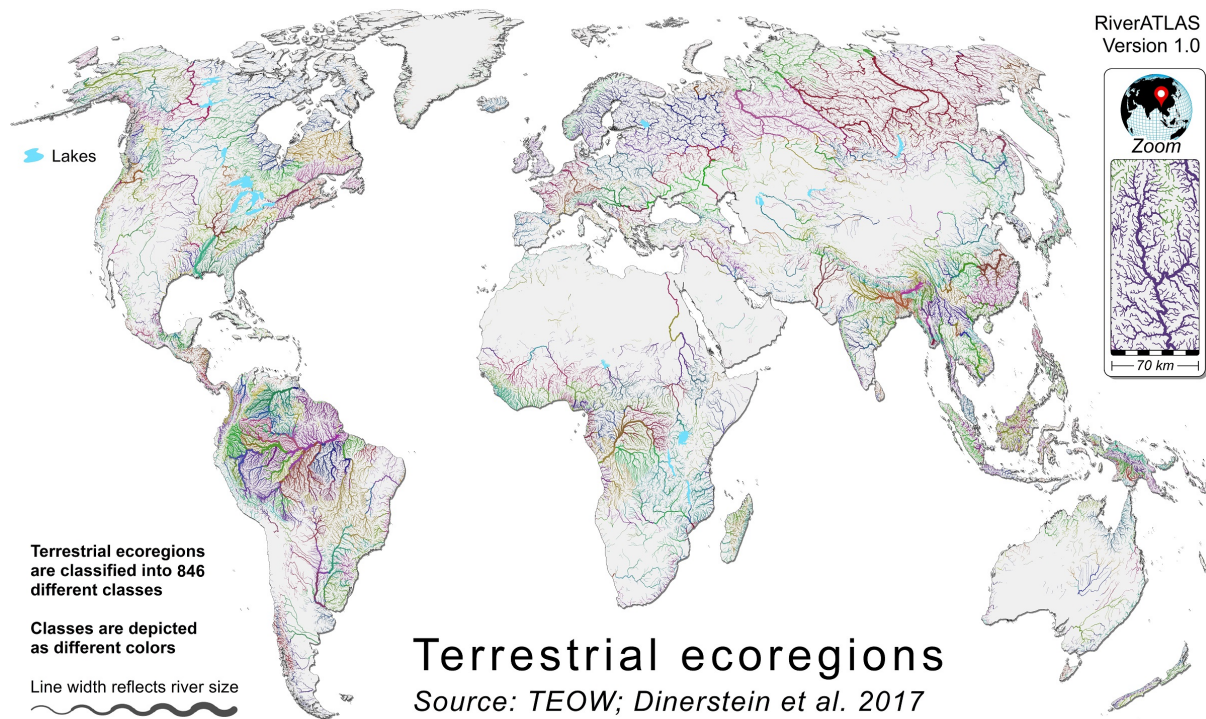 RiverATLAS
Version 1.0
Zoom
Lakes
70 km
Terrestrial ecoregions
are classified into 846
different classes
Classes are depicted
as different colors
Line width reflects river size
Terrestrial ecoregions
Source: TEOW; Dinerstein et al. 2017